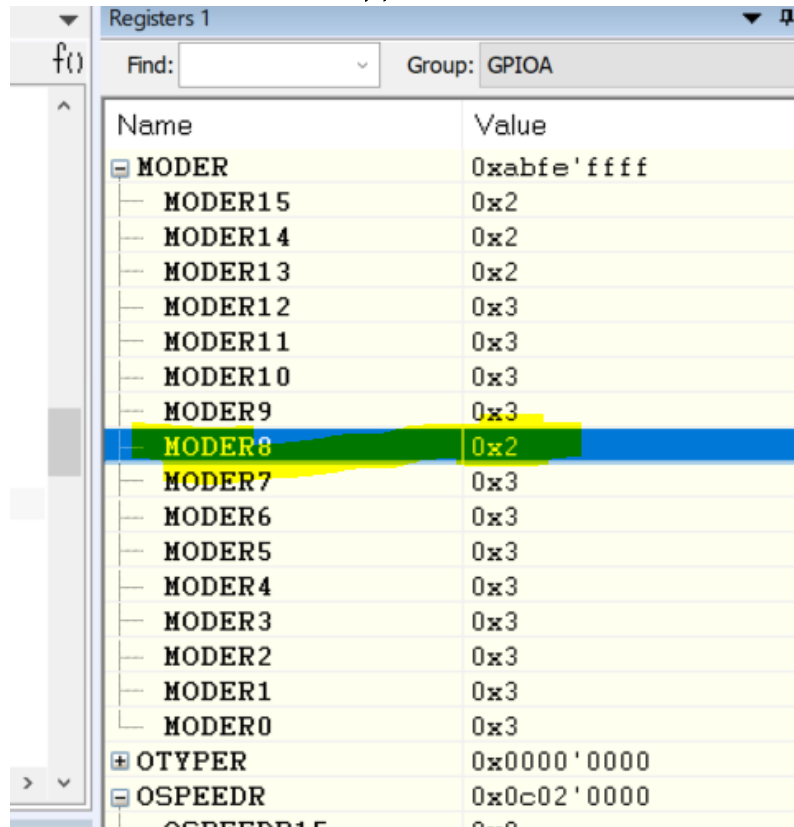 Registers 1
f()
Find: Group: GPIOA
Name Value
MODER 0xabfe'ffff
MODER15 0x2
MODER14 0x2
MODER13 0x2
MODER12 0x3
MODER11 0x3
MODER10 0x3
MODER9 0x3
MODER8 0x2
MODER7 0x3
MODER6 0x3
MODER5 0x3
MODER4 0x3
MODER3 0x3
MODER2 0x3
MODER1 0x3
MODER0 0x3
OTYPER 0x0000'0000
OSPEEDR 0x0c02'0000